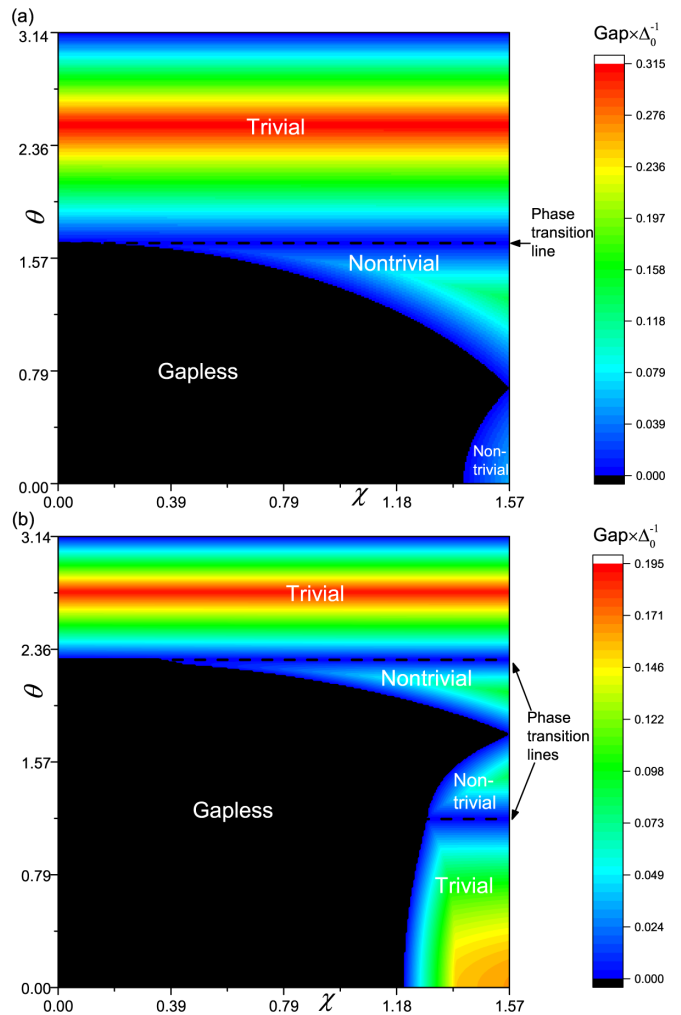 (a)
Gap×Δ₀⁻¹
3.14
2.36
1.57
0.79
0.00
θ
Trivial
Nontrivial
Gapless
Non-
trivial
Phase
transition
line
0.00
0.39
0.79
1.18
1.57
χ
0.315
0.276
0.236
0.197
0.158
0.118
0.079
0.039
0.000
(b)
Gap×Δ₀⁻¹
3.14
2.36
1.57
0.79
0.00
θ
Trivial
Nontrivial
Gapless
Non-
trivial
Trivial
Phase
transition
lines
0.00
0.39
0.79
1.18
1.57
χ
0.195
0.171
0.146
0.122
0.098
0.073
0.049
0.024
0.000